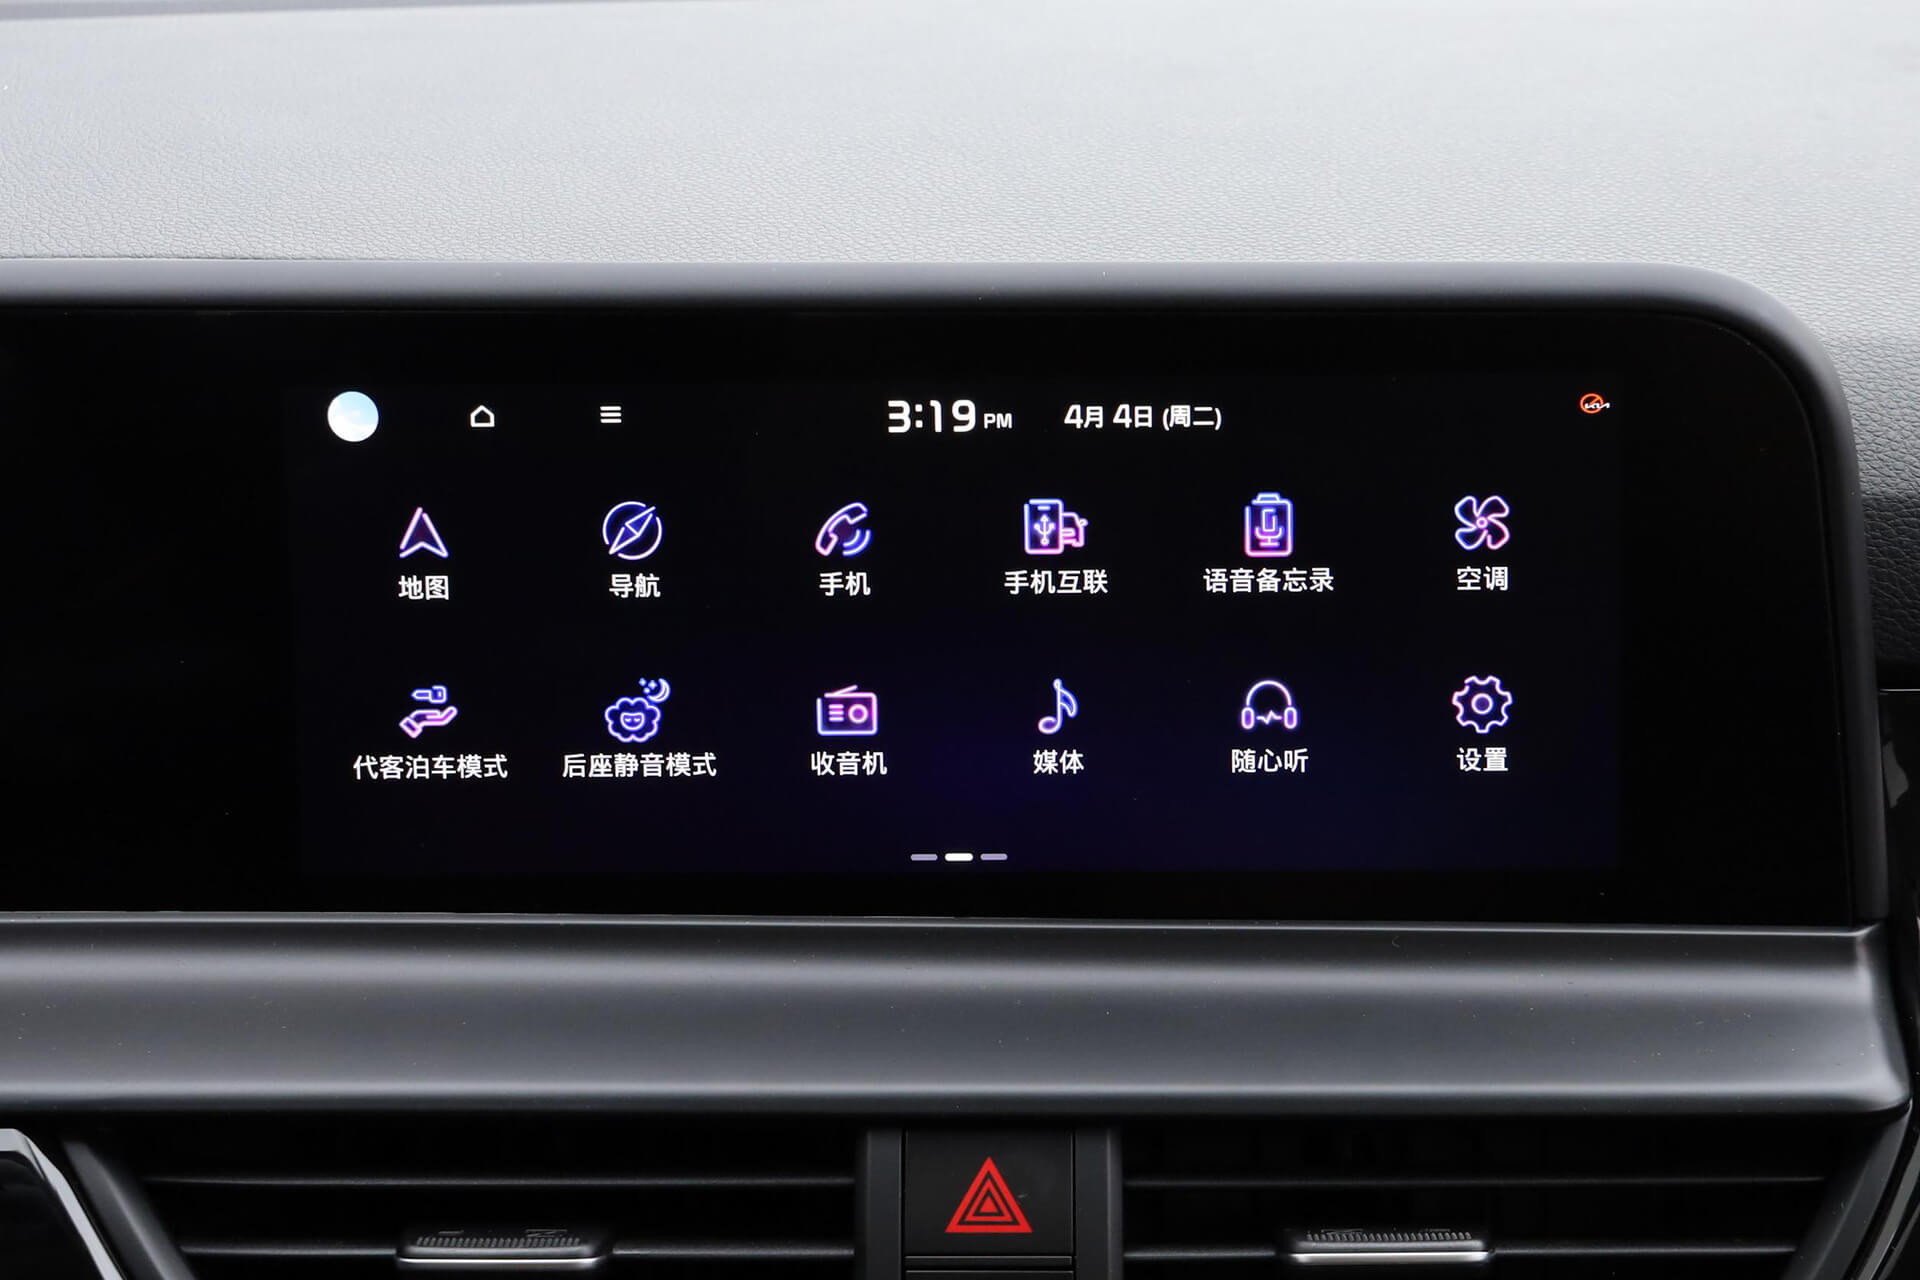 3:19 PM 4月 4日 (周二)
地图 导航 手机 手机互联 语音备忘录 空调
代客泊车模式 后座静音模式 收音机 媒体 随心听 设置